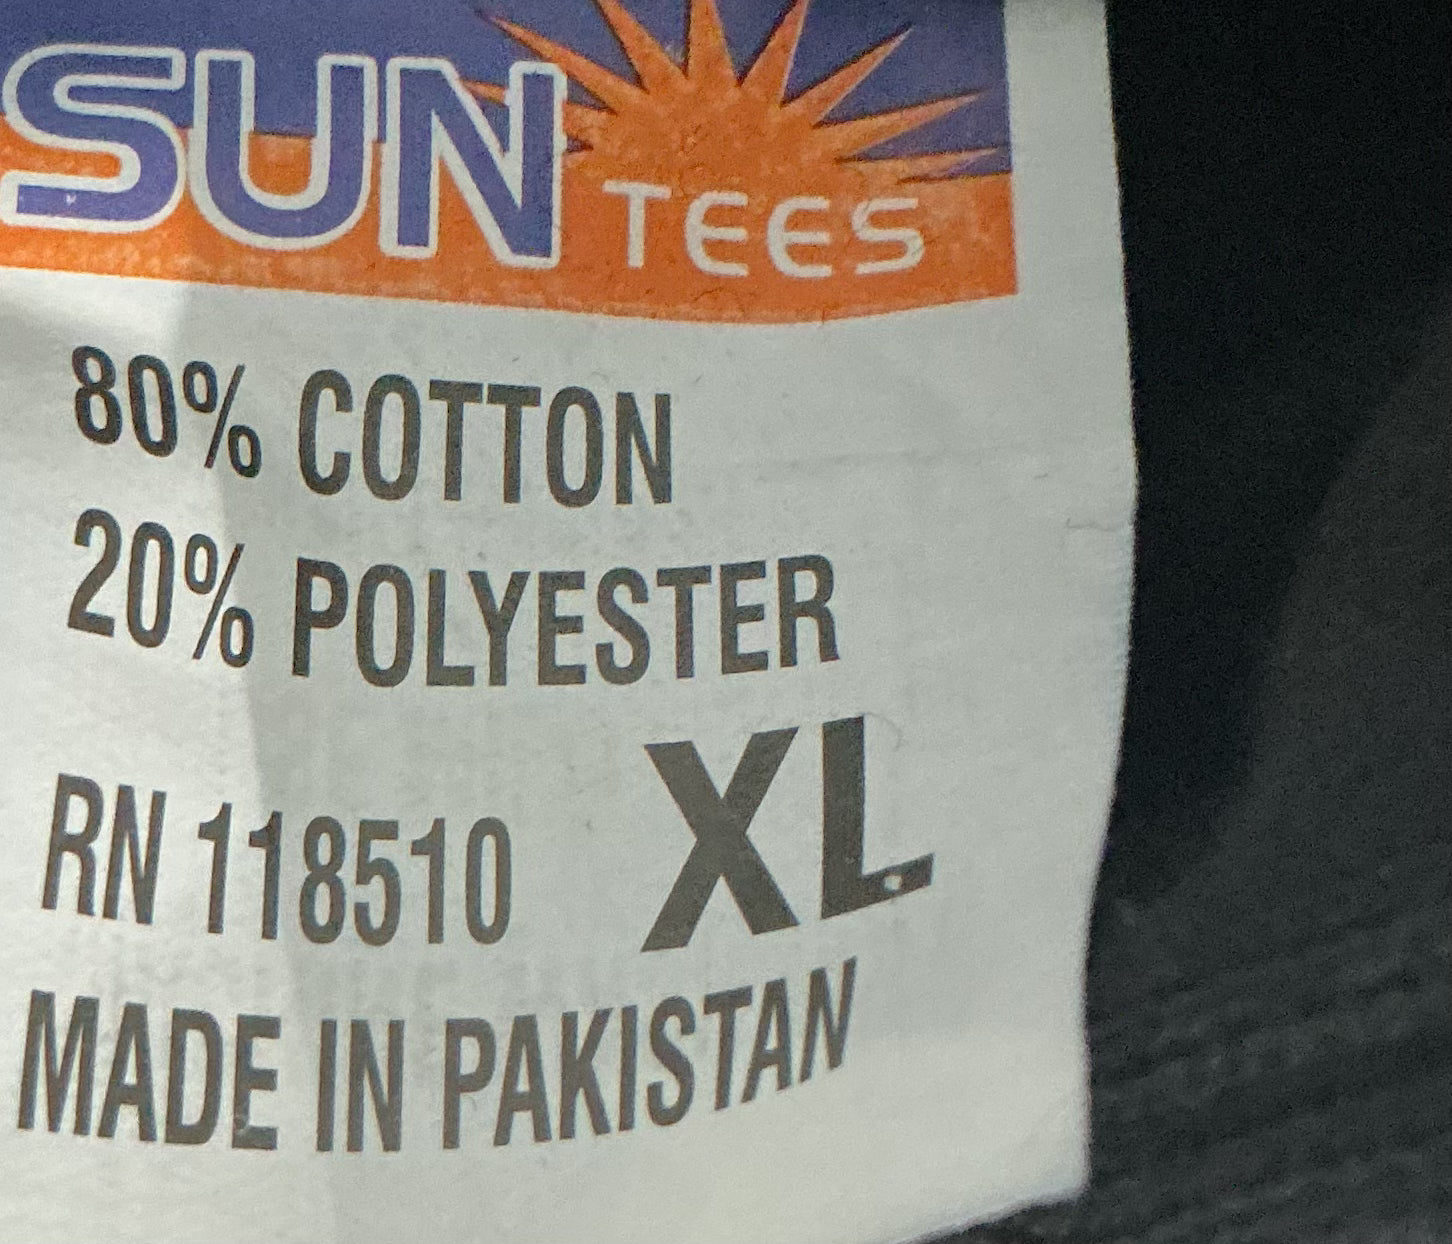 SUN TEES
80% COTTON
20% POLYESTER
RN 118510 XL
MADE IN PAKISTAN